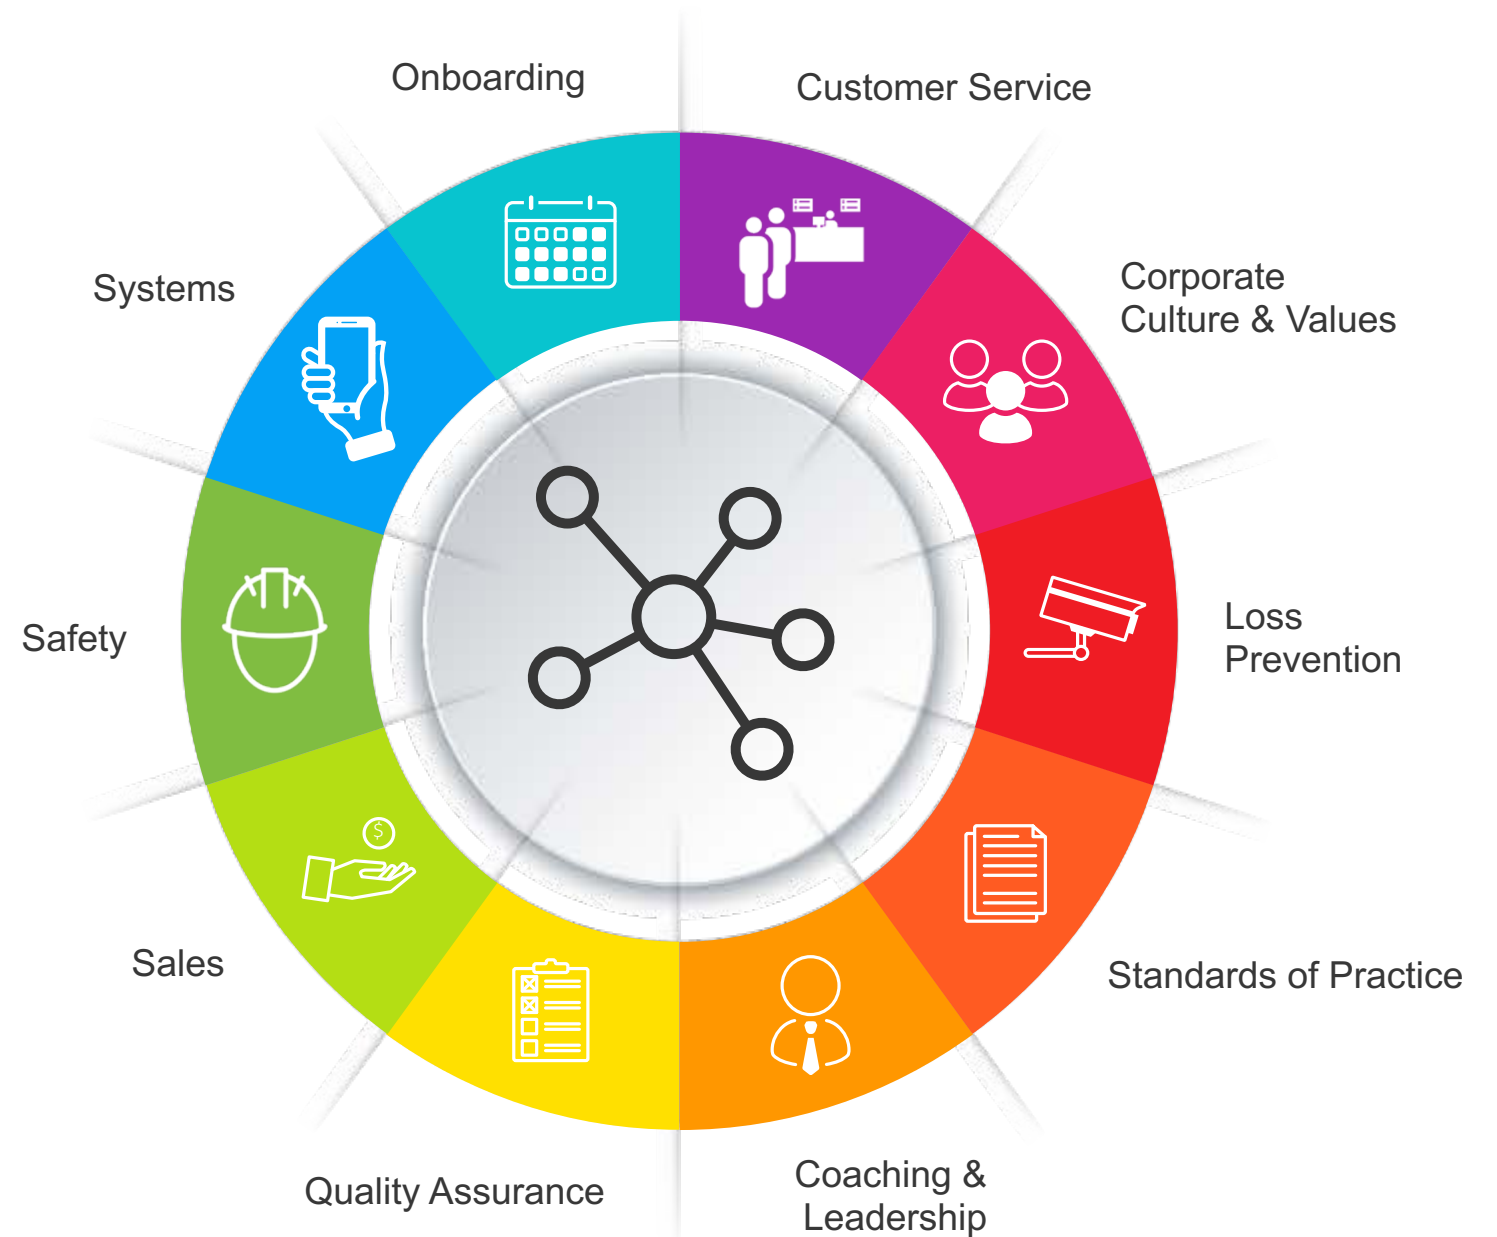 Onboarding
Customer Service
Systems
Corporate
Culture & Values
Safety
Loss
Prevention
$
Sales
Standards of Practice
Quality Assurance
Coaching &
Leadership